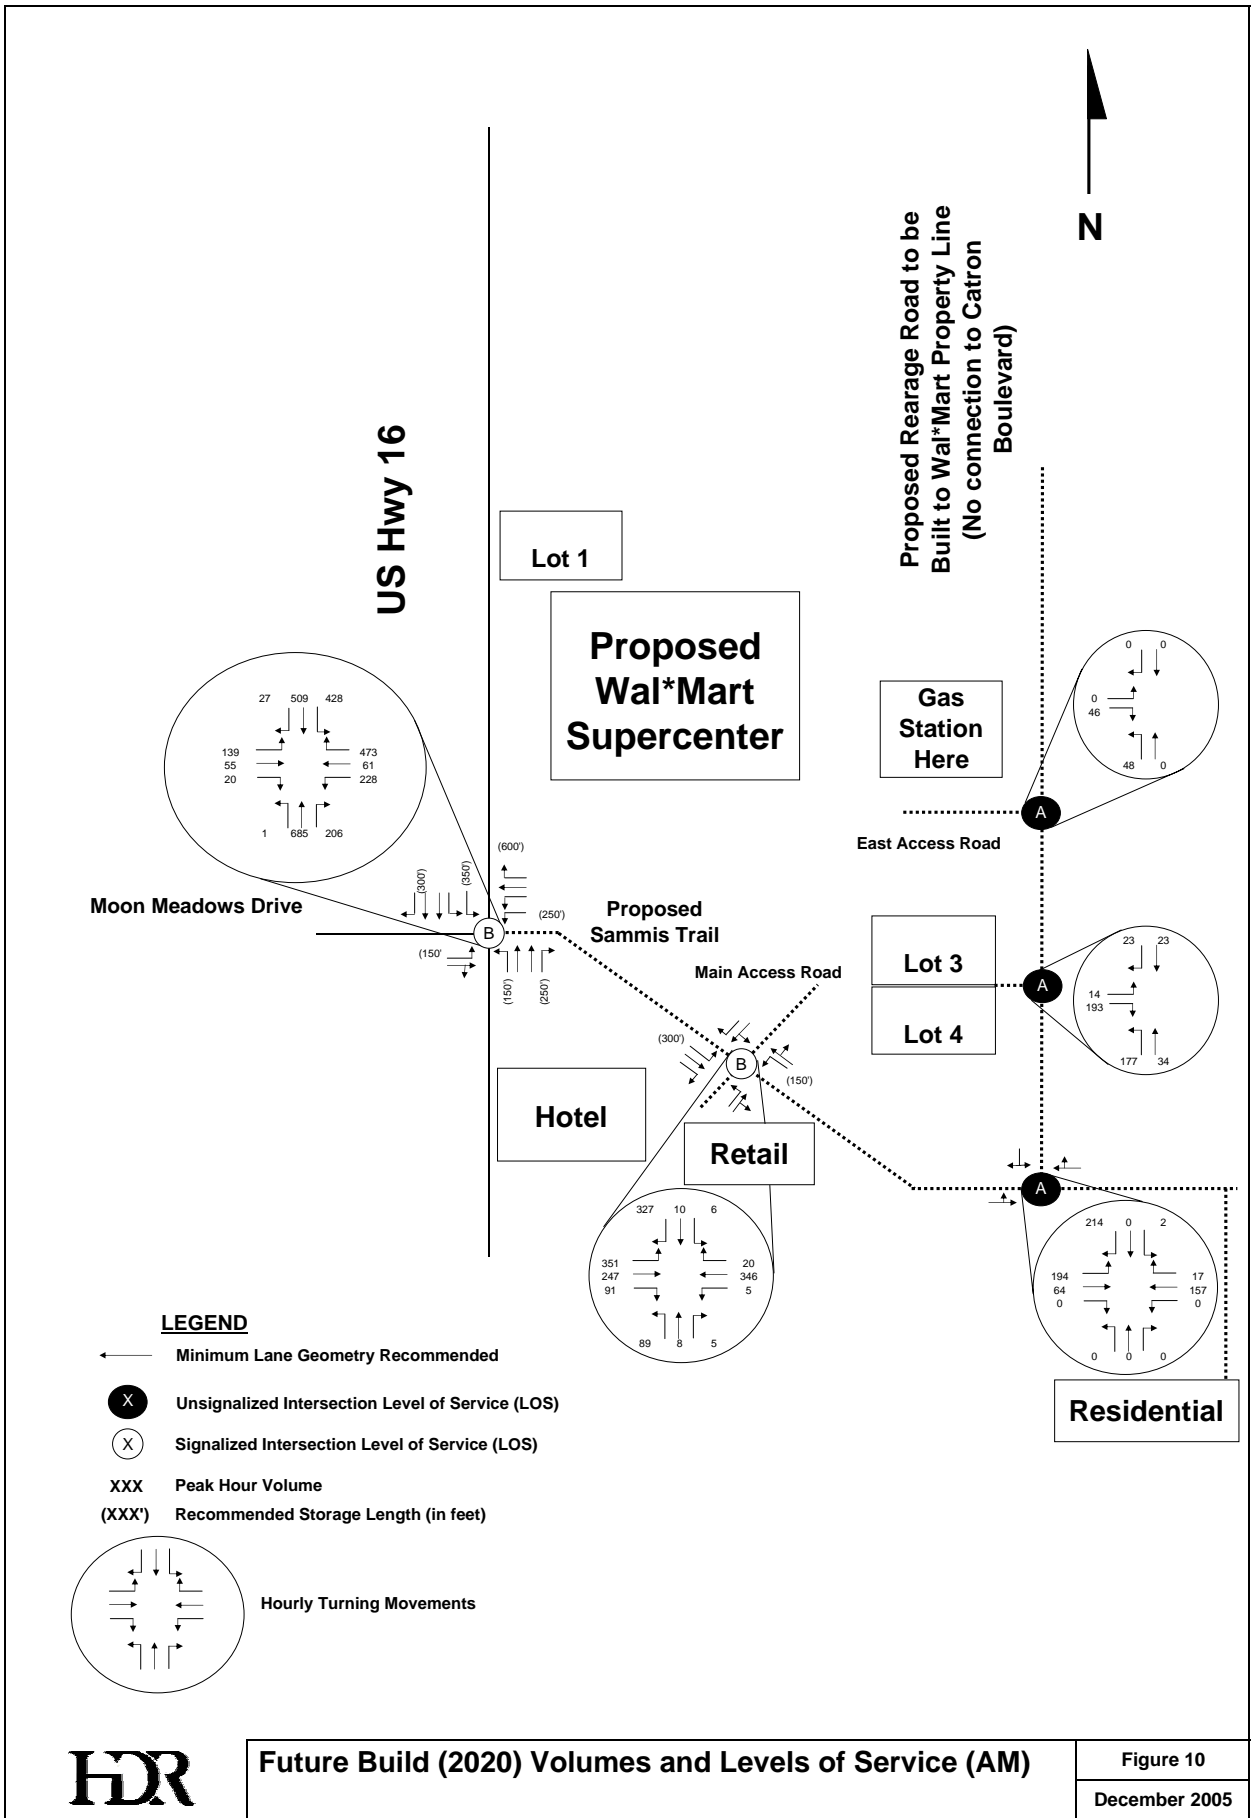 N
Proposed Rearage Road to be
Built to Wal*Mart Property Line
(No connection to Catron
Boulevard)
US Hwy 16
Lot 1
Proposed
Wal*Mart
Supercenter
Gas
Station
Here
0 0
0
46
48 0
A
East Access Road
27 509 428
139
55
20
473
61
228
1 685 206
(600')
(300')
(350')
Moon Meadows Drive
B
(250')
(150'
(150')
(250')
Proposed
Sammis Trail
Main Access Road
Lot 3
Lot 4
A
23 23
14
193
177 34
(300')
B
(150')
Hotel
Retail
A
327 10 6
351
247
91
20
346
5
89 8 5
214 0 2
194
64
0
17
157
0
0 0 0
Residential
LEGEND
Minimum Lane Geometry Recommended
X Unsignalized Intersection Level of Service (LOS)
X Signalized Intersection Level of Service (LOS)
XXX Peak Hour Volume
(XXX') Recommended Storage Length (in feet)
Hourly Turning Movements
HDR
Future Build (2020) Volumes and Levels of Service (AM)
Figure 10
December 2005